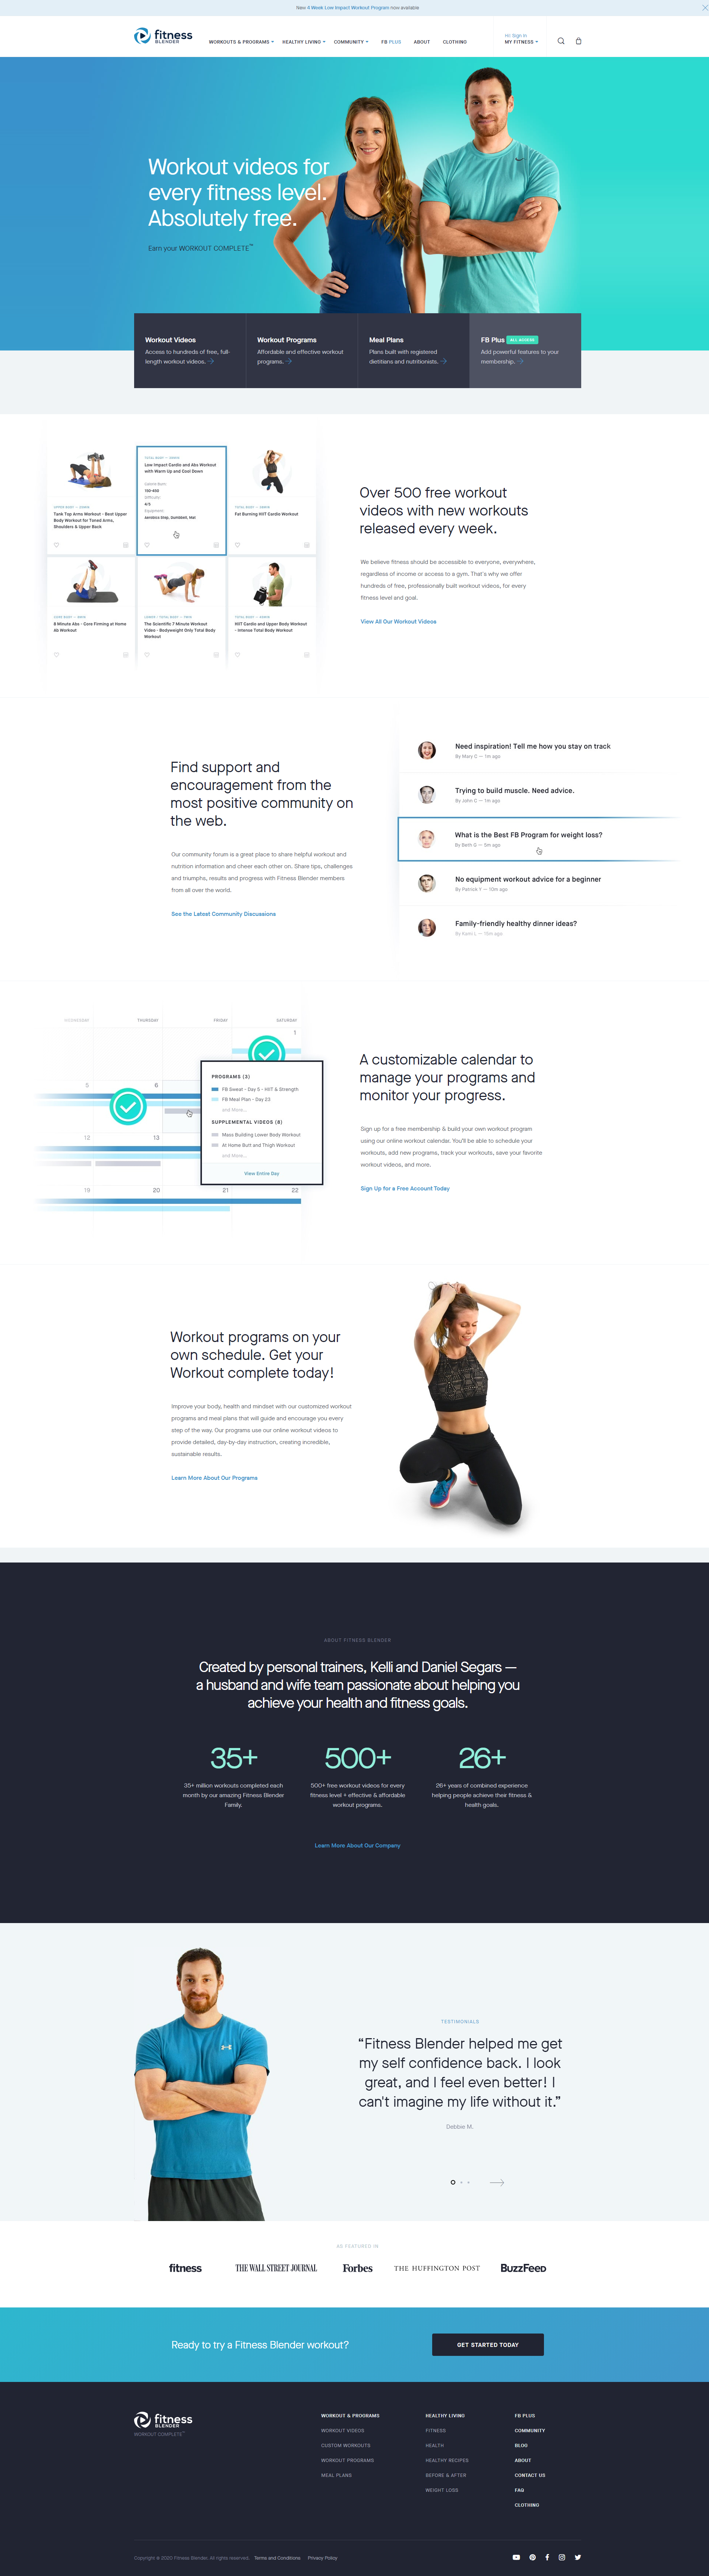 New 4 Week Low Impact Workout Program now available
fitness
BLENDER
WORKOUTS & PROGRAMS
HEALTHY LIVING
COMMUNITY
FB PLUS
ABOUT
CLOTHING
Hi! Sign in
MY FITNESS
Workout videos for
every fitness level.
Absolutely free.
Earn your WORKOUT COMPLETE™
Workout Videos
Access to hundreds of free, full-
length workout videos.
Workout Programs
Affordable and effective workout
programs.
Meal Plans
Plans built with registered
dietitians and nutritionists.
FB Plus ALL ACCESS
Add powerful features to your
membership.
UPPER BODY
Tank Top Arms Workout - Best Upper
Body Workout for Toned Arms,
Shoulders & Upper Back
Low Impact Cardio and Abs Workout
with Warm Up and Cool Down
Calorie Burn:
Difficulty:
4/5
Equipment:
Aerobics Step, Dumbbell, Mat
Fat Burning HIIT Cardio Workout
8 Minute Abs - Core Firming at Home
Ab Workout
The Scientific 7 Minute Workout
Video - Bodyweight Only Total Body
Workout
HIIT Cardio and Upper Body Workout
- Intense Total Body Workout
Over 500 free workout
videos with new workouts
released every week.
We believe fitness should be accessible to everyone, everywhere,
regardless of income or access to a gym. That's why we offer
hundreds of free, professionally built workout videos, for every
fitness level and goal.
View All Our Workout Videos
Find support and
encouragement from the
most positive community on
the web.
Our community forum is a great place to share helpful workout and
nutrition information and cheer each other on. Share tips, challenges
and triumphs, results and progress with Fitness Blender members
from all over the world.
See the Latest Community Discussions
Need inspiration! Tell me how you stay on track
By Mary G — 1m ago
Trying to build muscle. Need advice.
By John C — 1m ago
What is the Best FB Program for weight loss?
By Beth G — 5m ago
No equipment workout advice for a beginner
By Patrick Y — 10m ago
Family-friendly healthy dinner ideas?
By Kami L — 15m ago
WEDNESDAY
THURSDAY
FRIDAY
SATURDAY
1
5
6
12
13
19
20
21
22
PROGRAMS (3)
FB Sweat - Day 5 - HIIT & Strength
FB Meal Plan - Day 23
and More...
SUPPLEMENTAL VIDEOS (8)
Mass Building Lower Body Workout
At Home Butt and Thigh Workout
and More...
View Entire Day
A customizable calendar to
manage your programs and
monitor your progress.
Sign up for a free membership & build your own workout program
using our online workout calendar. You'll be able to schedule your
workouts, add new programs, track your workouts, save your favorite
workout videos, and more.
Sign Up for a Free Account Today
Workout programs on your
own schedule. Get your
Workout complete today!
Improve your body, health and mindset with our customized workout
programs and meal plans that will guide and encourage you every
step of the way. Our programs use our online workout videos to
provide detailed, day-by-day instruction, creating incredible,
sustainable results.
Learn More About Our Programs
ABOUT FITNESS BLENDER
Created by personal trainers, Kelli and Daniel Segars —
a husband and wife team passionate about helping you
achieve your health and fitness goals.
35+
35+ million workouts completed each
month by our amazing Fitness Blender
Family.
500+
500+ free workout videos for every
fitness level + effective & affordable
workout programs.
26+
26+ years of combined experience
helping people achieve their fitness &
health goals.
Learn More About Our Company
TESTIMONIALS
“Fitness Blender helped me get
my self confidence back. I look
great, and I feel even better! I
can't imagine my life without it.”
Debbie M.
AS FEATURED IN
fitness
THE WALL STREET JOURNAL
Forbes
THE HUFFINGTON POST
BuzzFeed
Ready to try a Fitness Blender workout?
GET STARTED TODAY
fitness
BLENDER
WORKOUT COMPLETE™
WORKOUT & PROGRAMS
WORKOUT VIDEOS
CUSTOM WORKOUTS
WORKOUT PROGRAMS
MEAL PLANS
HEALTHY LIVING
FITNESS
HEALTH
HEALTHY RECIPES
BEFORE & AFTER
WEIGHT LOSS
FB PLUS
COMMUNITY
BLOG
ABOUT
CONTACT US
FAQ
CLOTHING
Copyright © 2020 Fitness Blender. All rights reserved.
Terms and Conditions
Privacy Policy